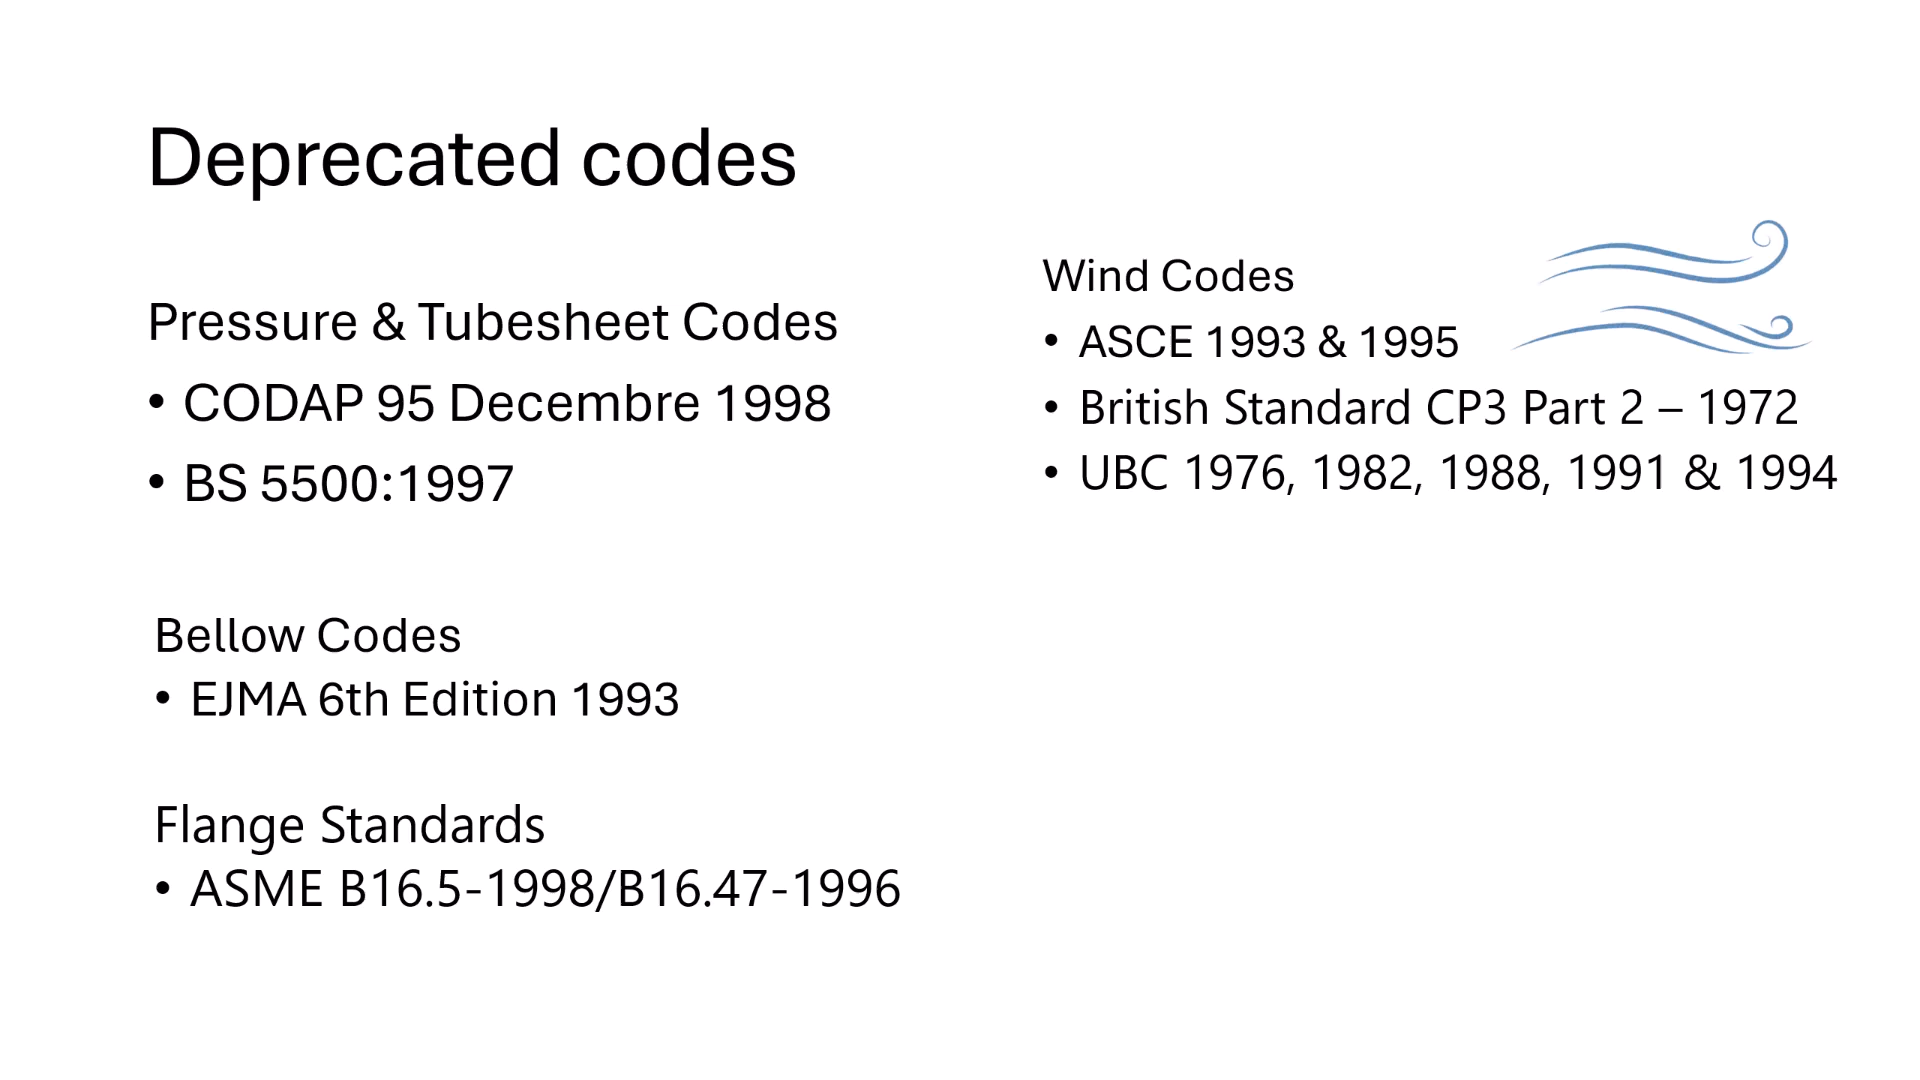 Deprecated codes
Pressure & Tubesheet Codes
• CODAP 95 Decembre 1998
• BS 5500:1997
Bellow Codes
• EJMA 6th Edition 1993
Flange Standards
• ASME B16.5-1998/B16.47-1996
Wind Codes
• ASCE 1993 & 1995
• British Standard CP3 Part 2 – 1972
• UBC 1976, 1982, 1988, 1991 & 1994